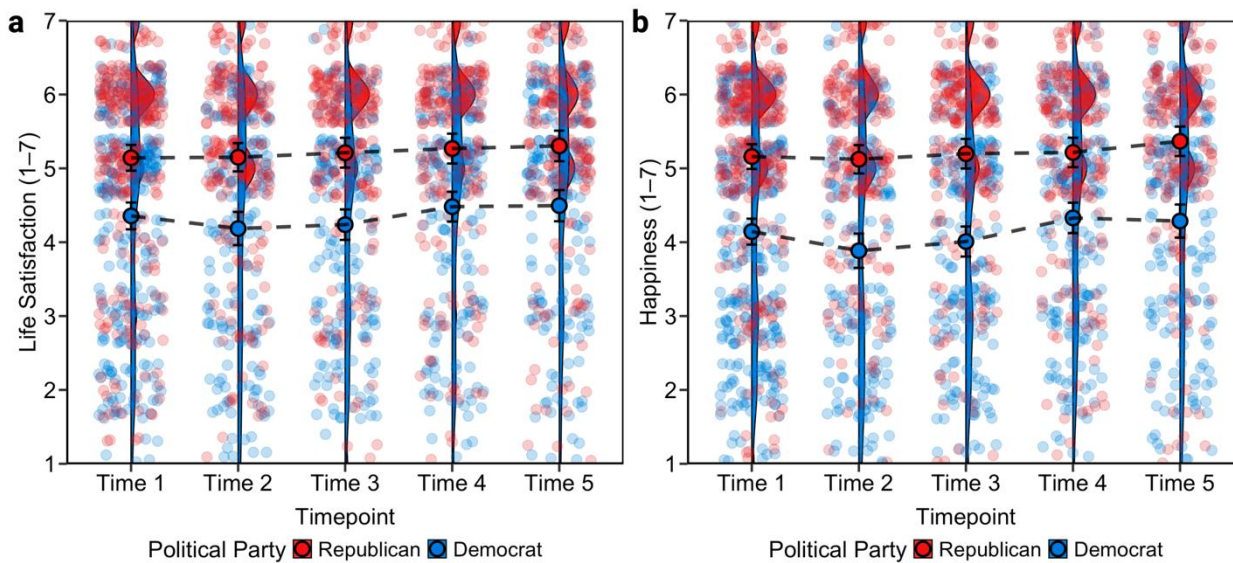 a
Life Satisfaction (1–7)
7
6
5
4
3
2
1
Time 1 Time 2 Time 3 Time 4 Time 5
Timepoint
Political Party Republican Democrat
b
Happiness (1–7)
7
6
5
4
3
2
1
Time 1 Time 2 Time 3 Time 4 Time 5
Timepoint
Political Party Republican Democrat